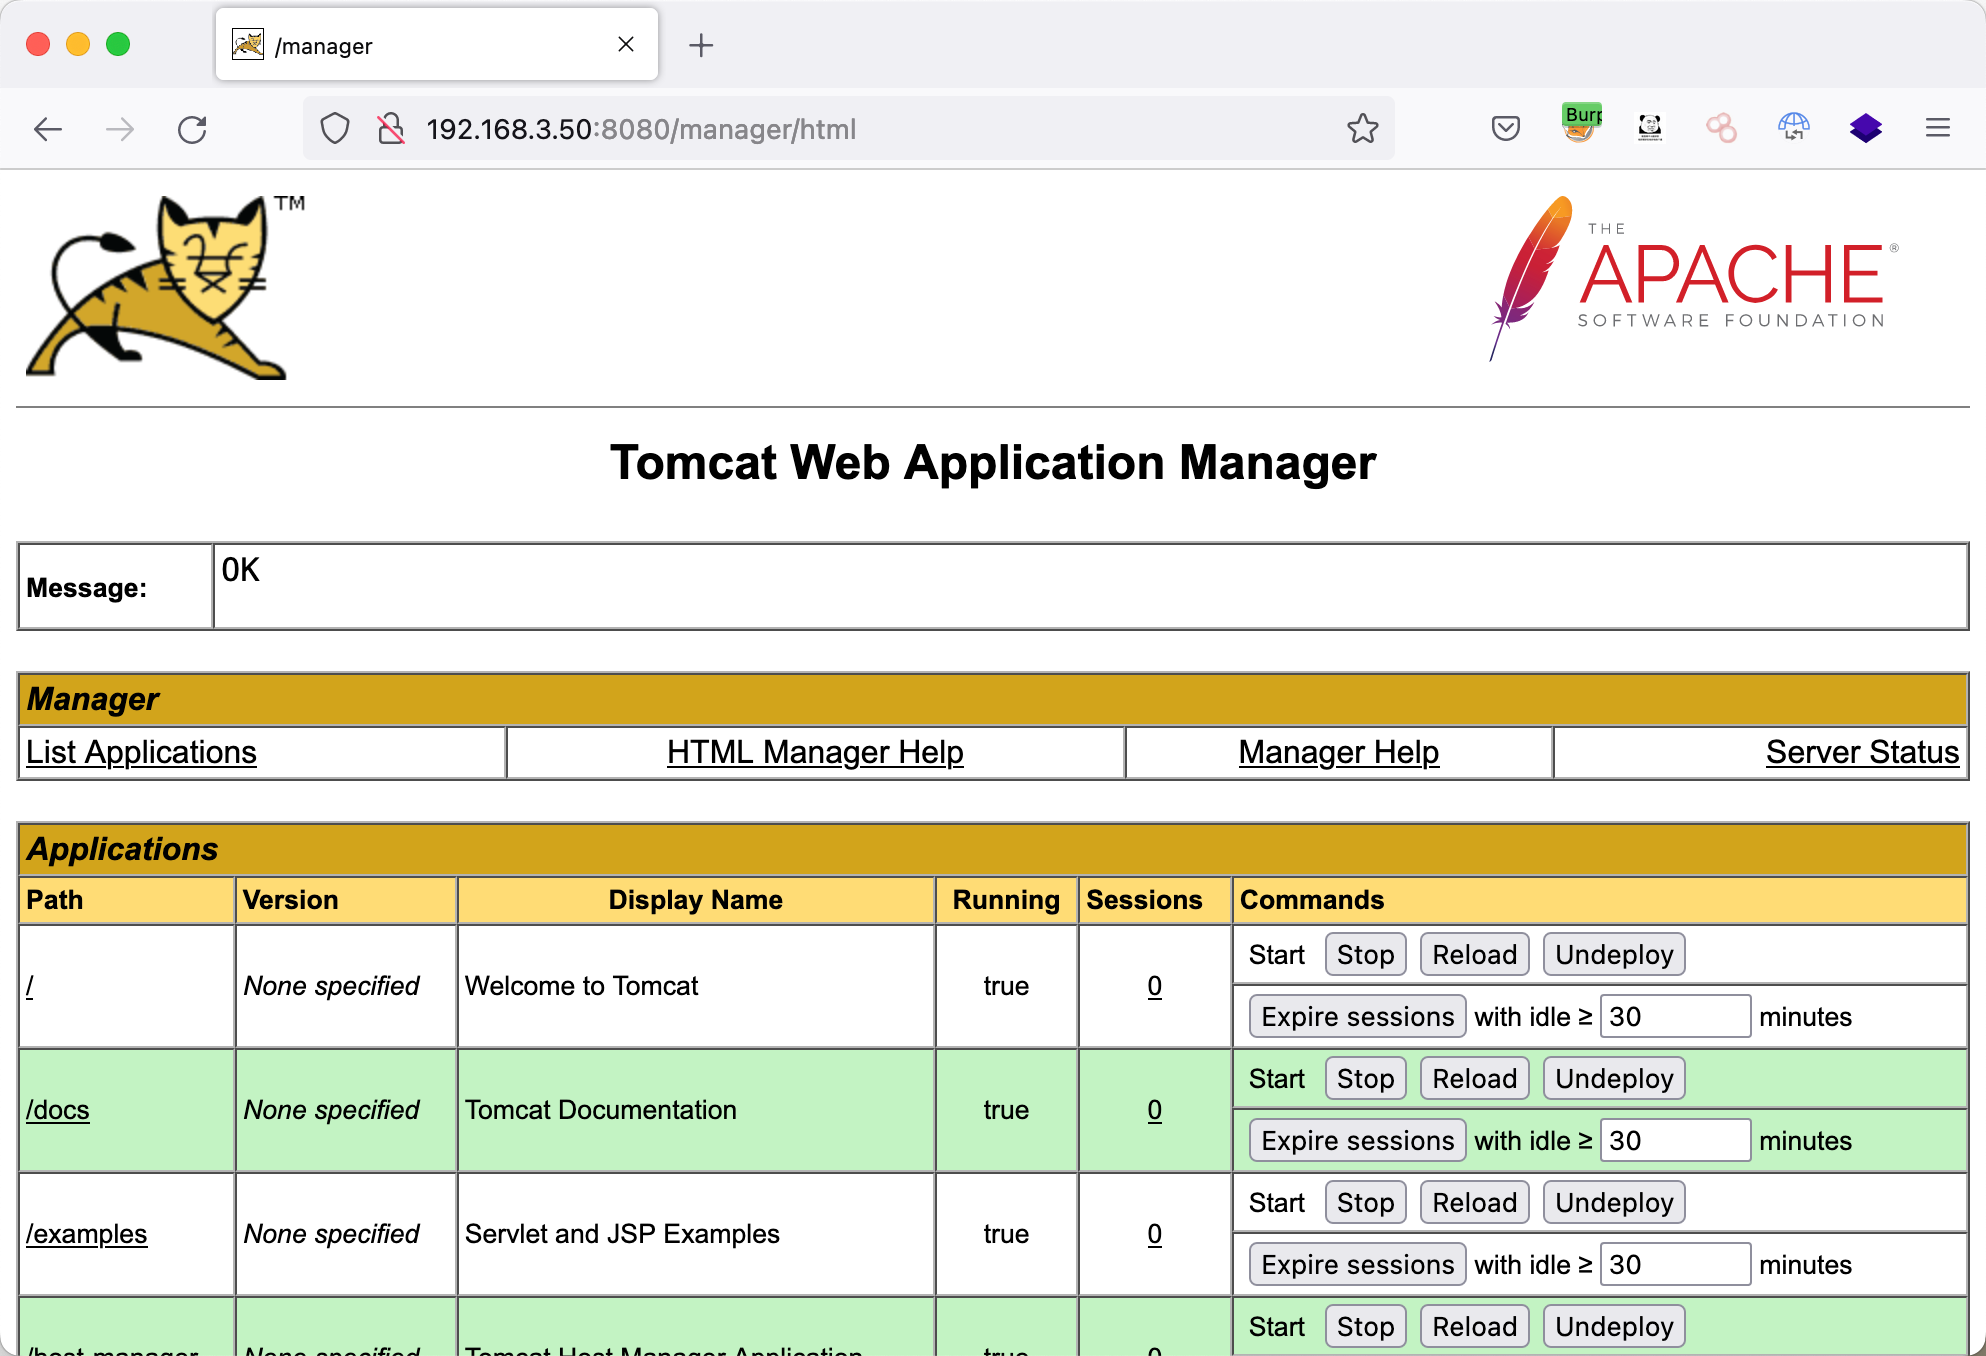 /manager
192.168.3.50:8080/manager/html
Burp
TM
THE
APACHE®
SOFTWARE FOUNDATION
Tomcat Web Application Manager
Message: OK
Manager
List Applications HTML Manager Help Manager Help Server Status
Applications
Path Version Display Name Running Sessions Commands
/ None specified Welcome to Tomcat true 0 Start Stop Reload Undeploy
Expire sessions with idle ≥ 30 minutes
/docs None specified Tomcat Documentation true 0 Start Stop Reload Undeploy
Expire sessions with idle ≥ 30 minutes
/examples None specified Servlet and JSP Examples true 0 Start Stop Reload Undeploy
Expire sessions with idle ≥ 30 minutes
/host-manager None specified Tomcat Host Manager Application true 0 Start Stop Reload Undeploy